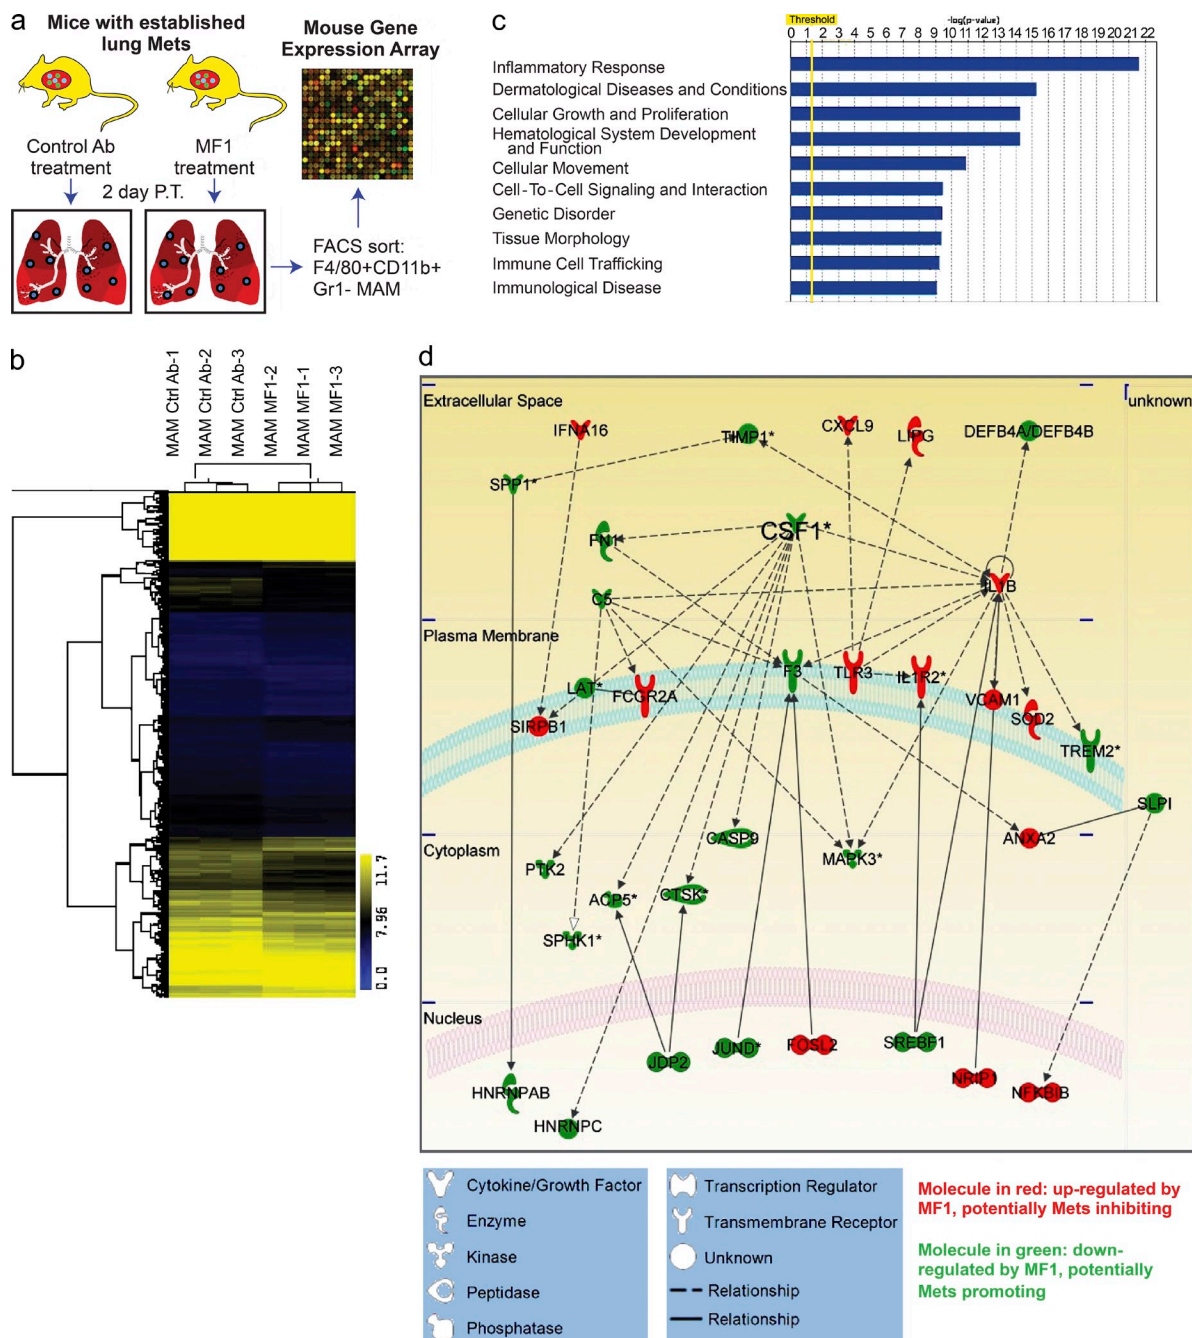 a
Mice with established
lung Mets
Mouse Gene
Expression Array
Control Ab
treatment
MF1
treatment
2 day P.T.
FACS sort:
F4/80+CD11b+
Gr1- MAM
c
Threshold
-log(p-value)
0 1 2 3 4 5 6 7 8 9 10 11 12 13 14 15 16 17 18 19 20 21 22
Inflammatory Response
Dermatological Diseases and Conditions
Cellular Growth and Proliferation
Hematological System Development
and Function
Cellular Movement
Cell-To-Cell Signaling and Interaction
Genetic Disorder
Tissue Morphology
Immune Cell Trafficking
Immunological Disease
b
MAM Ctrl Ab-1
MAM Ctrl Ab-2
MAM Ctrl Ab-3
MAM MF1-2
MAM MF1-1
MAM MF1-3
11.7
7.96
0.0
d
Extracellular Space
unknown
IFNA16
TIMP1*
CXCL9
LIPG
DEFB4A/DEFB4B
SPP1*
FN1
CSF1*
C5
IL1B
Plasma Membrane
LAT*
FCGR2A
F3
TLR3
IL1R2*
VCAM1
SOD2
SIRPB1
TREM2*
SLPI
Cytoplasm
CASP9
MAPK3*
ANXA2
PTK2
ACP5*
CTSK*
SPHK1*
Nucleus
JDP2
JUND*
FOSL2
SREBF1
NRIP1
NFKBIB
HNRNPAB
HNRNPC
Cytokine/Growth Factor
Enzyme
Kinase
Peptidase
Phosphatase
Transcription Regulator
Transmembrane Receptor
Unknown
Relationship
Relationship
Molecule in red: up-regulated by
MF1, potentially Mets inhibiting
Molecule in green: down-
regulated by MF1, potentially
Mets promoting